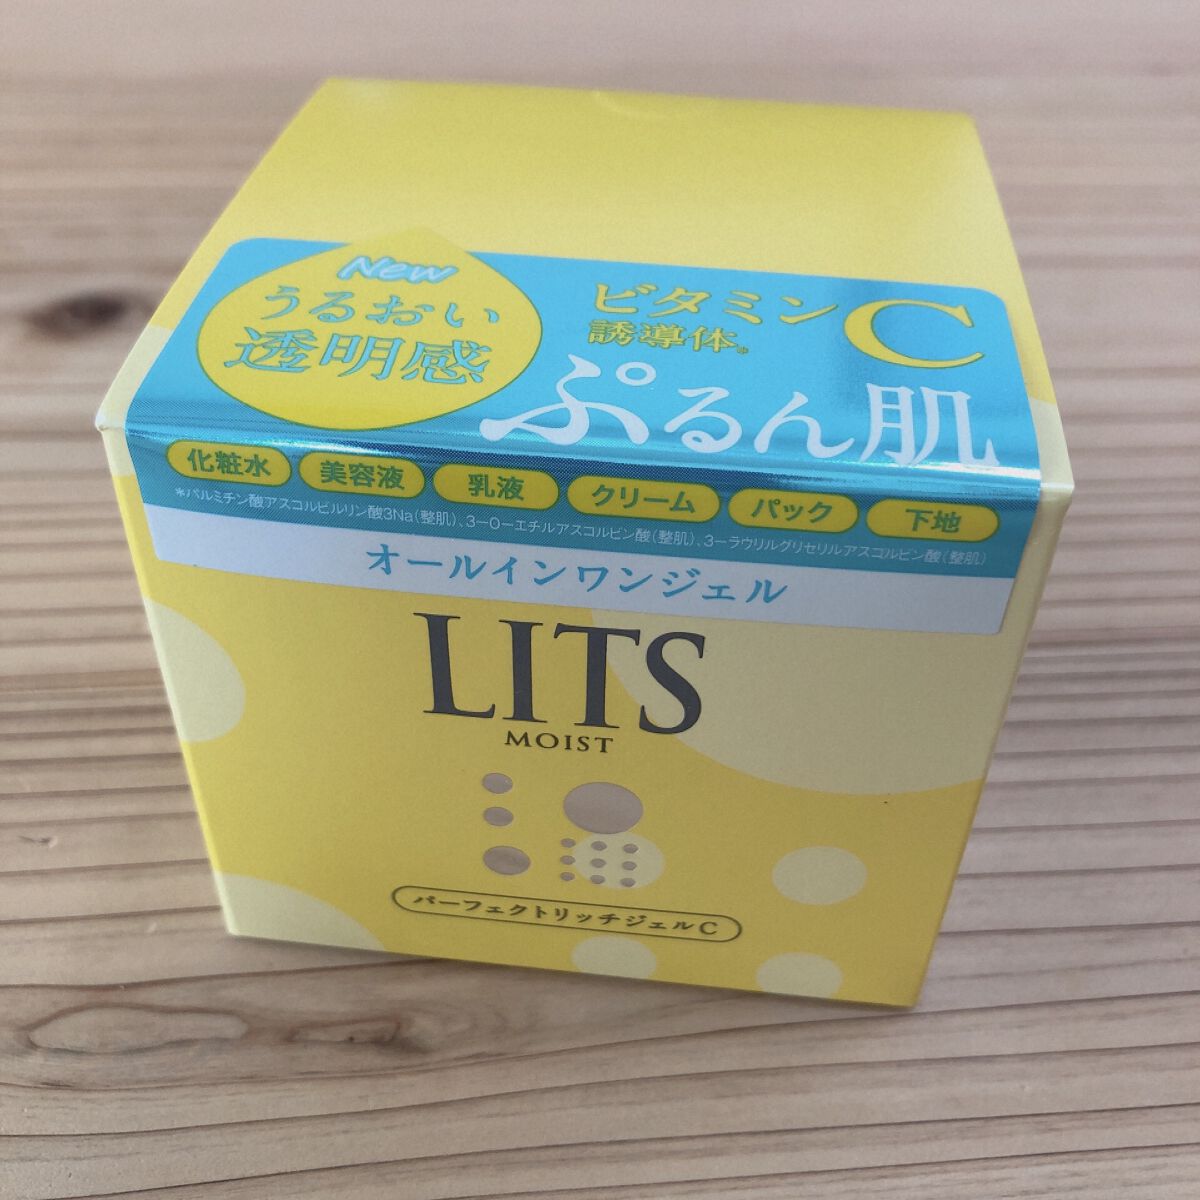 New
うるおい
透明感
ビタミンC
誘導体*
ぷるん肌
化粧水 美容液 乳液 クリーム パック 下地
*パルミチン酸アスコルビルリン酸3Na(整肌)、3-O-エチルアスコルビン酸(整肌)、3-ラウリルグリセリルアスコルビン酸(整肌)
オールインワンジェル
LITS
MOIST
パーフェクトリッチジェルC